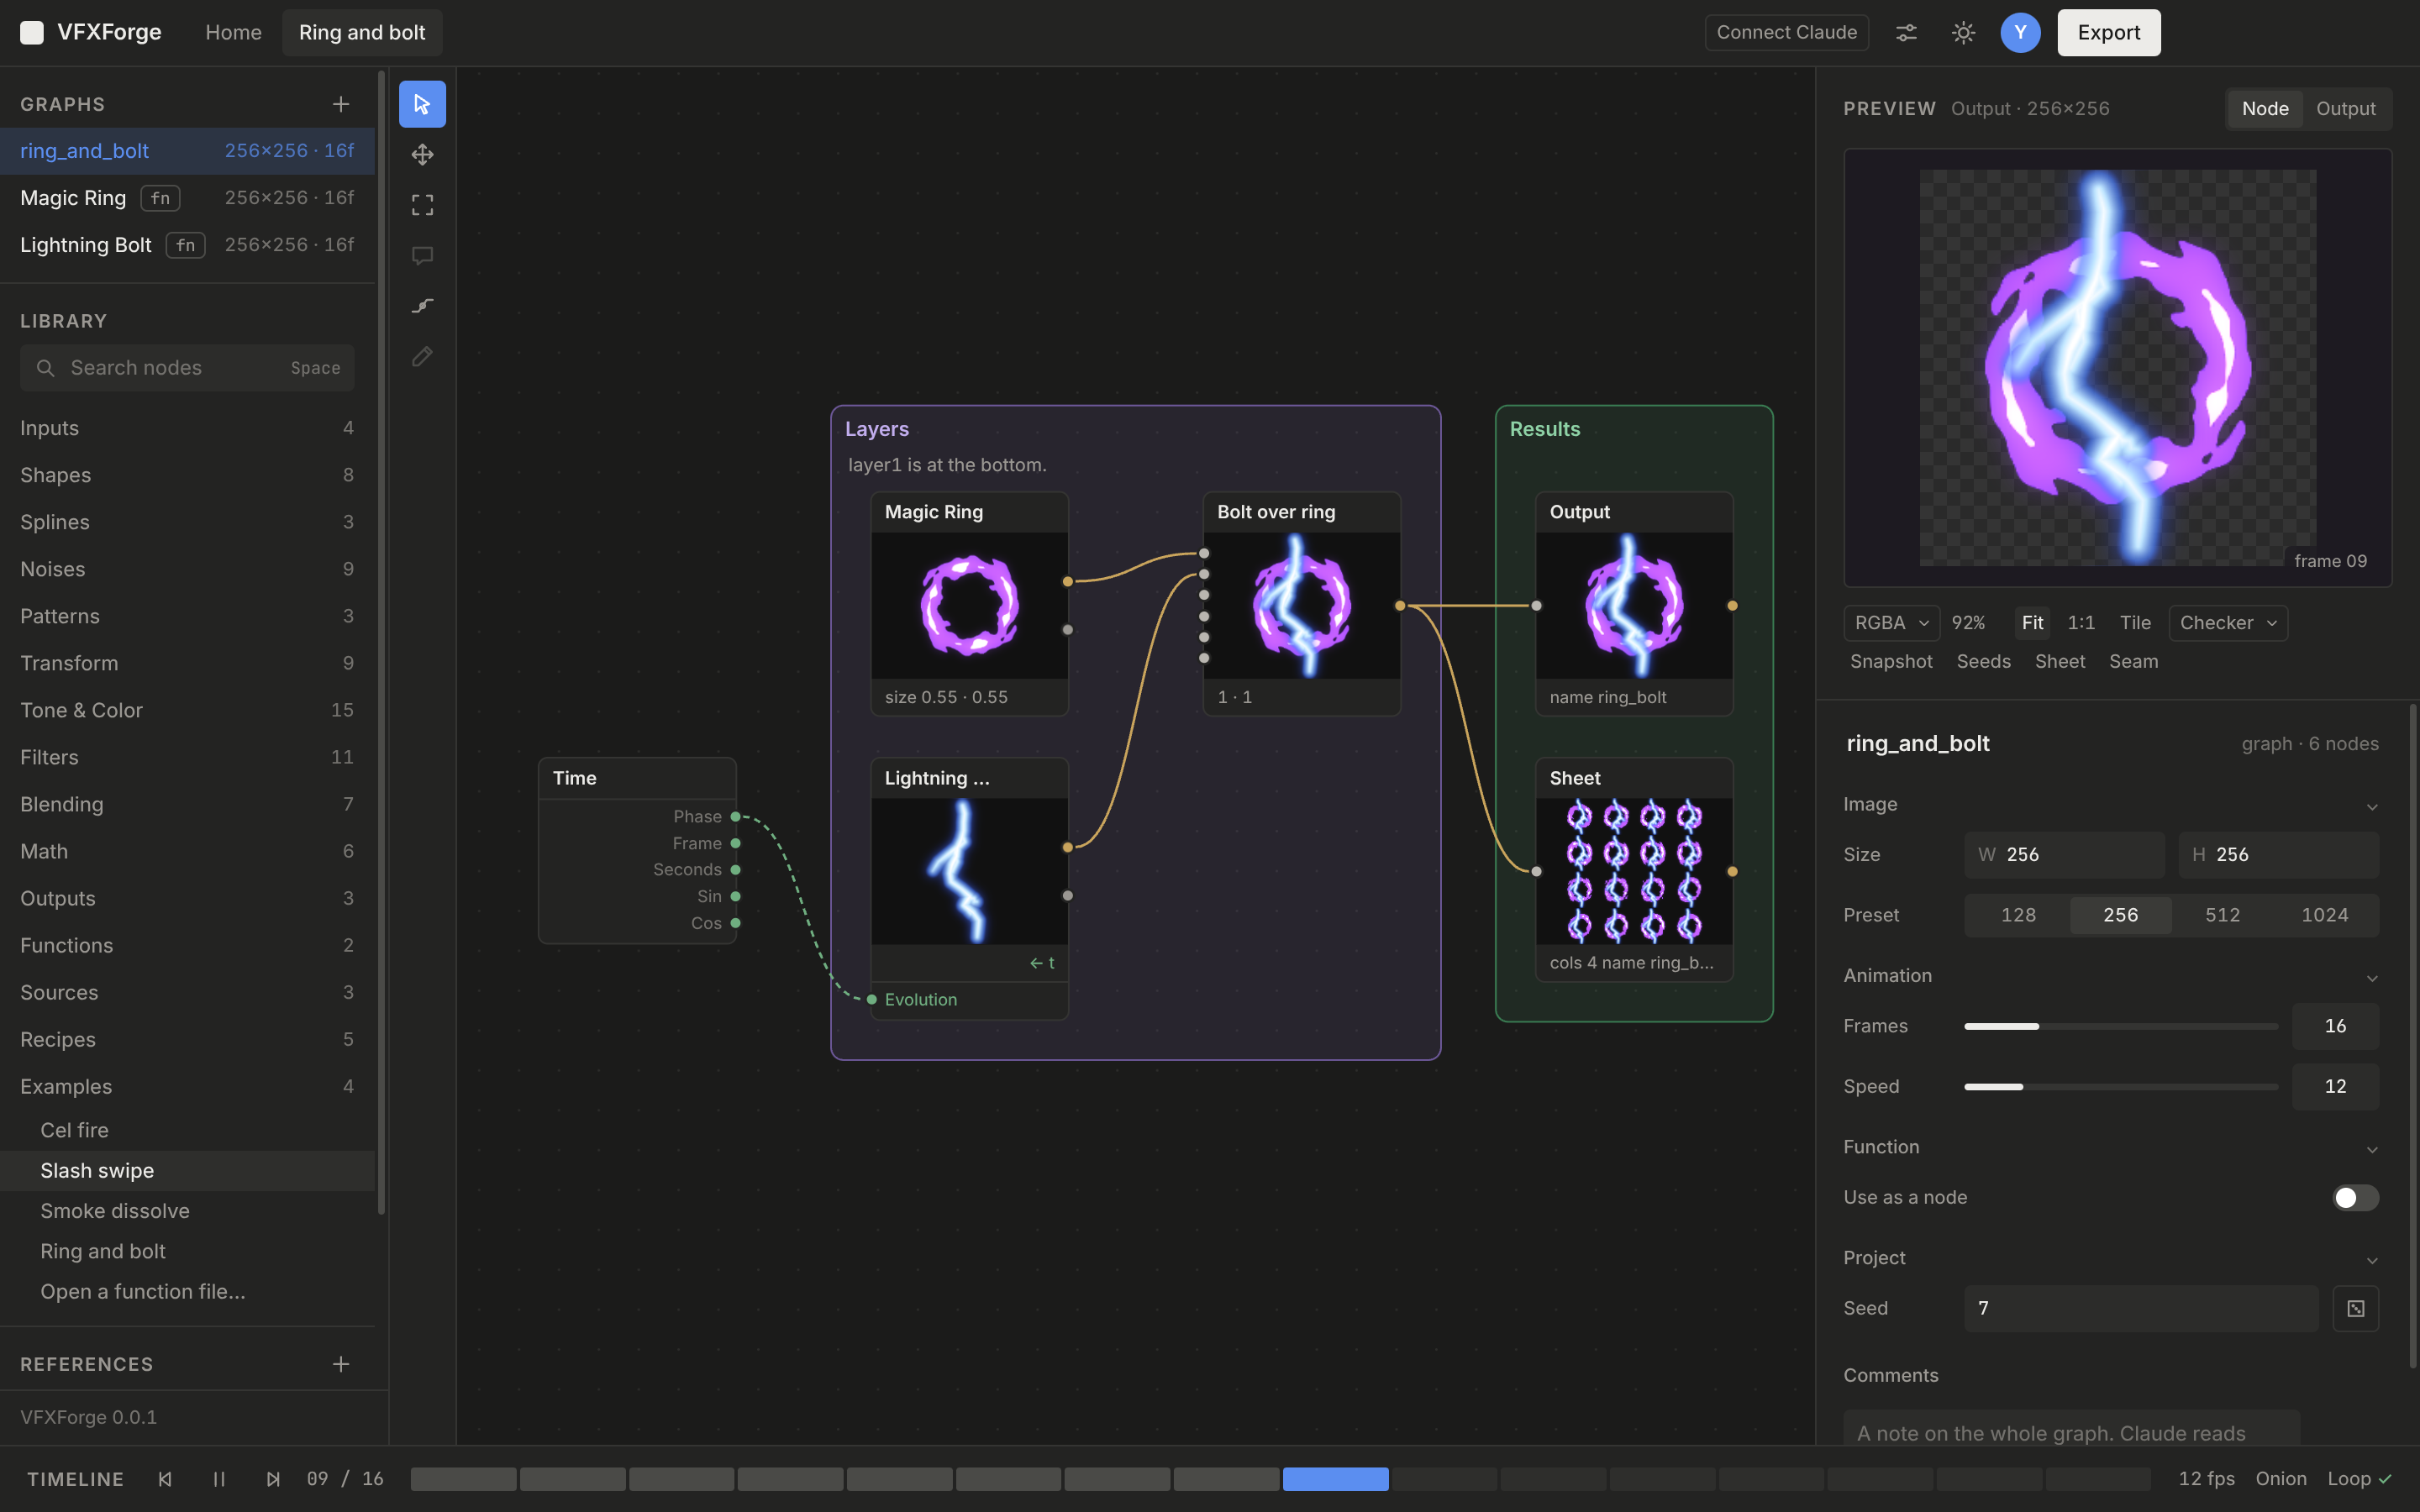 VFXForge
Home
Ring and bolt
Connect Claude
Y
Export
GRAPHS
ring_and_bolt 256×256 · 16f
Magic Ring fn 256×256 · 16f
Lightning Bolt fn 256×256 · 16f
LIBRARY
Search nodes Space
Inputs 4
Shapes 8
Splines 3
Noises 9
Patterns 3
Transform 9
Tone & Color 15
Filters 11
Blending 7
Math 6
Outputs 3
Functions 2
Sources 3
Recipes 5
Examples 4
Cel fire
Slash swipe
Smoke dissolve
Ring and bolt
Open a function file...
REFERENCES
VFXForge 0.0.1
Time
Phase
Frame
Seconds
Sin
Cos
Layers
layer1 is at the bottom.
Magic Ring
size 0.55 · 0.55
Bolt over ring
1 · 1
Lightning ...
← t
Evolution
Results
Output
name ring_bolt
Sheet
cols 4 name ring_b...
PREVIEW Output · 256×256
Node Output
frame 09
RGBA 92% Fit 1:1 Tile Checker
Snapshot Seeds Sheet Seam
ring_and_bolt graph · 6 nodes
Image
Size W 256 H 256
Preset 128 256 512 1024
Animation
Frames 16
Speed 12
Function
Use as a node
Project
Seed 7
Comments
A note on the whole graph. Claude reads
TIMELINE 09 / 16 12 fps Onion Loop ✓